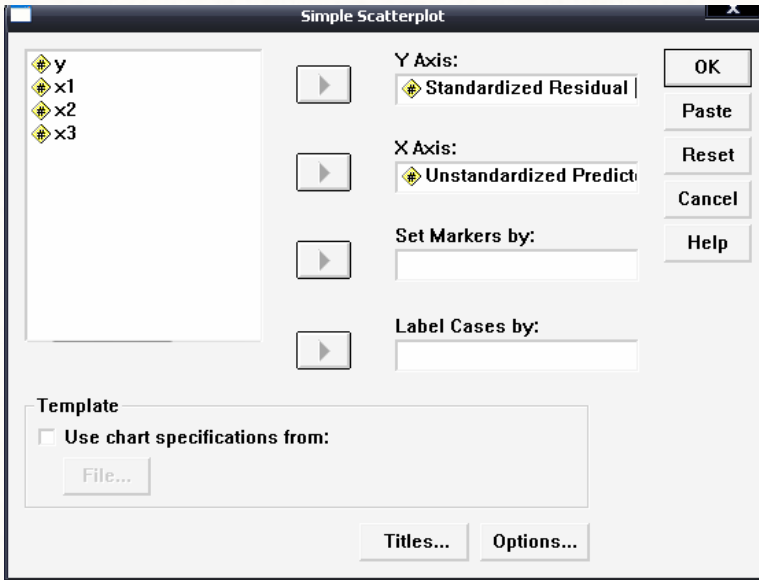 Simple Scatterplot
X
y
x1
x2
x3
Y Axis:
# Standardized Residual
X Axis:
# Unstandardized
Set Markers by:
Label Cases by:
OK
Paste
Reset
Cancel
Help
Template
Use chart specifications from:
File...
Titles...
Options...